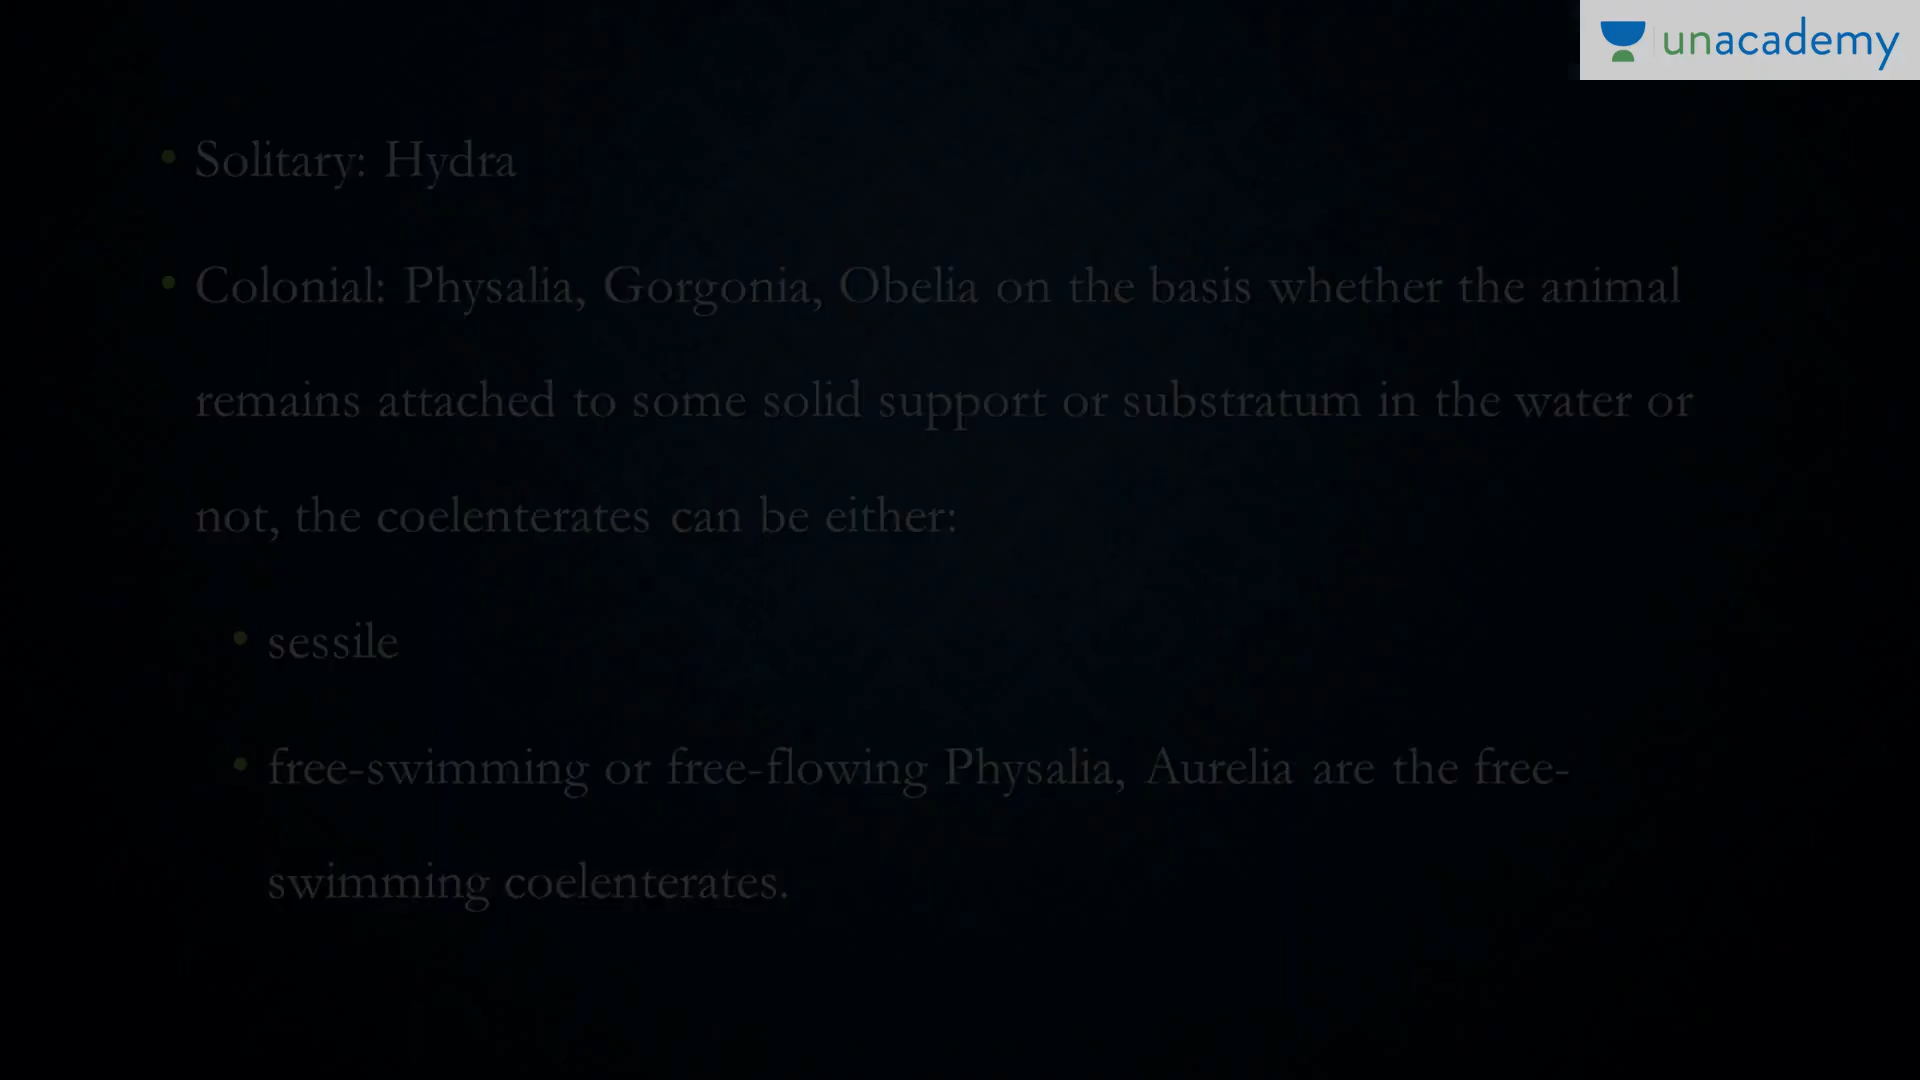 unacademy
• Solitary: Hydra
• Colonial: Physalia, Gorgonia, Obelia on the basis whether the animal
remains attached to some solid support or substratum in the water or
not, the coelenterates can be either:
• sessile
• free-swimming or free-flowing Physalia, Aurelia are the free-
swimming coelenterates.